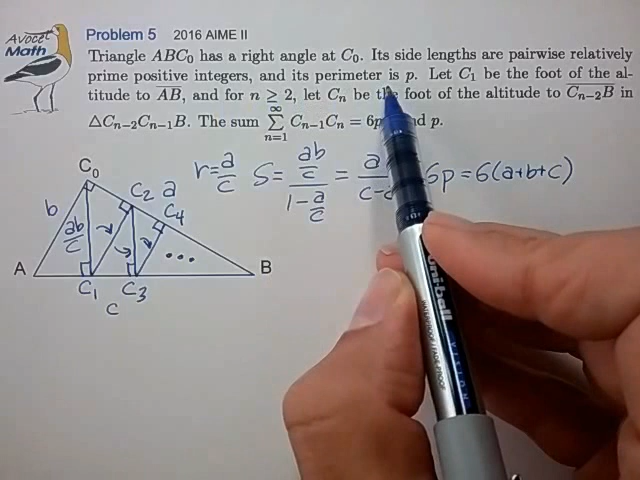 Avocet
Math
Problem 5 2016 AIME II
Triangle ABC₀ has a right angle at C₀. Its side lengths are pairwise relatively
prime positive integers, and its perimeter is p. Let C₁ be the foot of the al-
titude to AB, and for n ≥ 2, let Cₙ be the foot of the altitude to Cₙ₋₂B in
△Cₙ₋₂Cₙ₋₁B. The sum ∞ ∑ n=1 Cₙ₋₁Cₙ = 6p. Find p.
r = a/c S = (ab/c)/(1 - a/c) = 6p = 6(a+b+c)
C₀
C₂ a
C₄
b
ab/c
...
A C₁ C₃ B
c
uni-ball
VISION